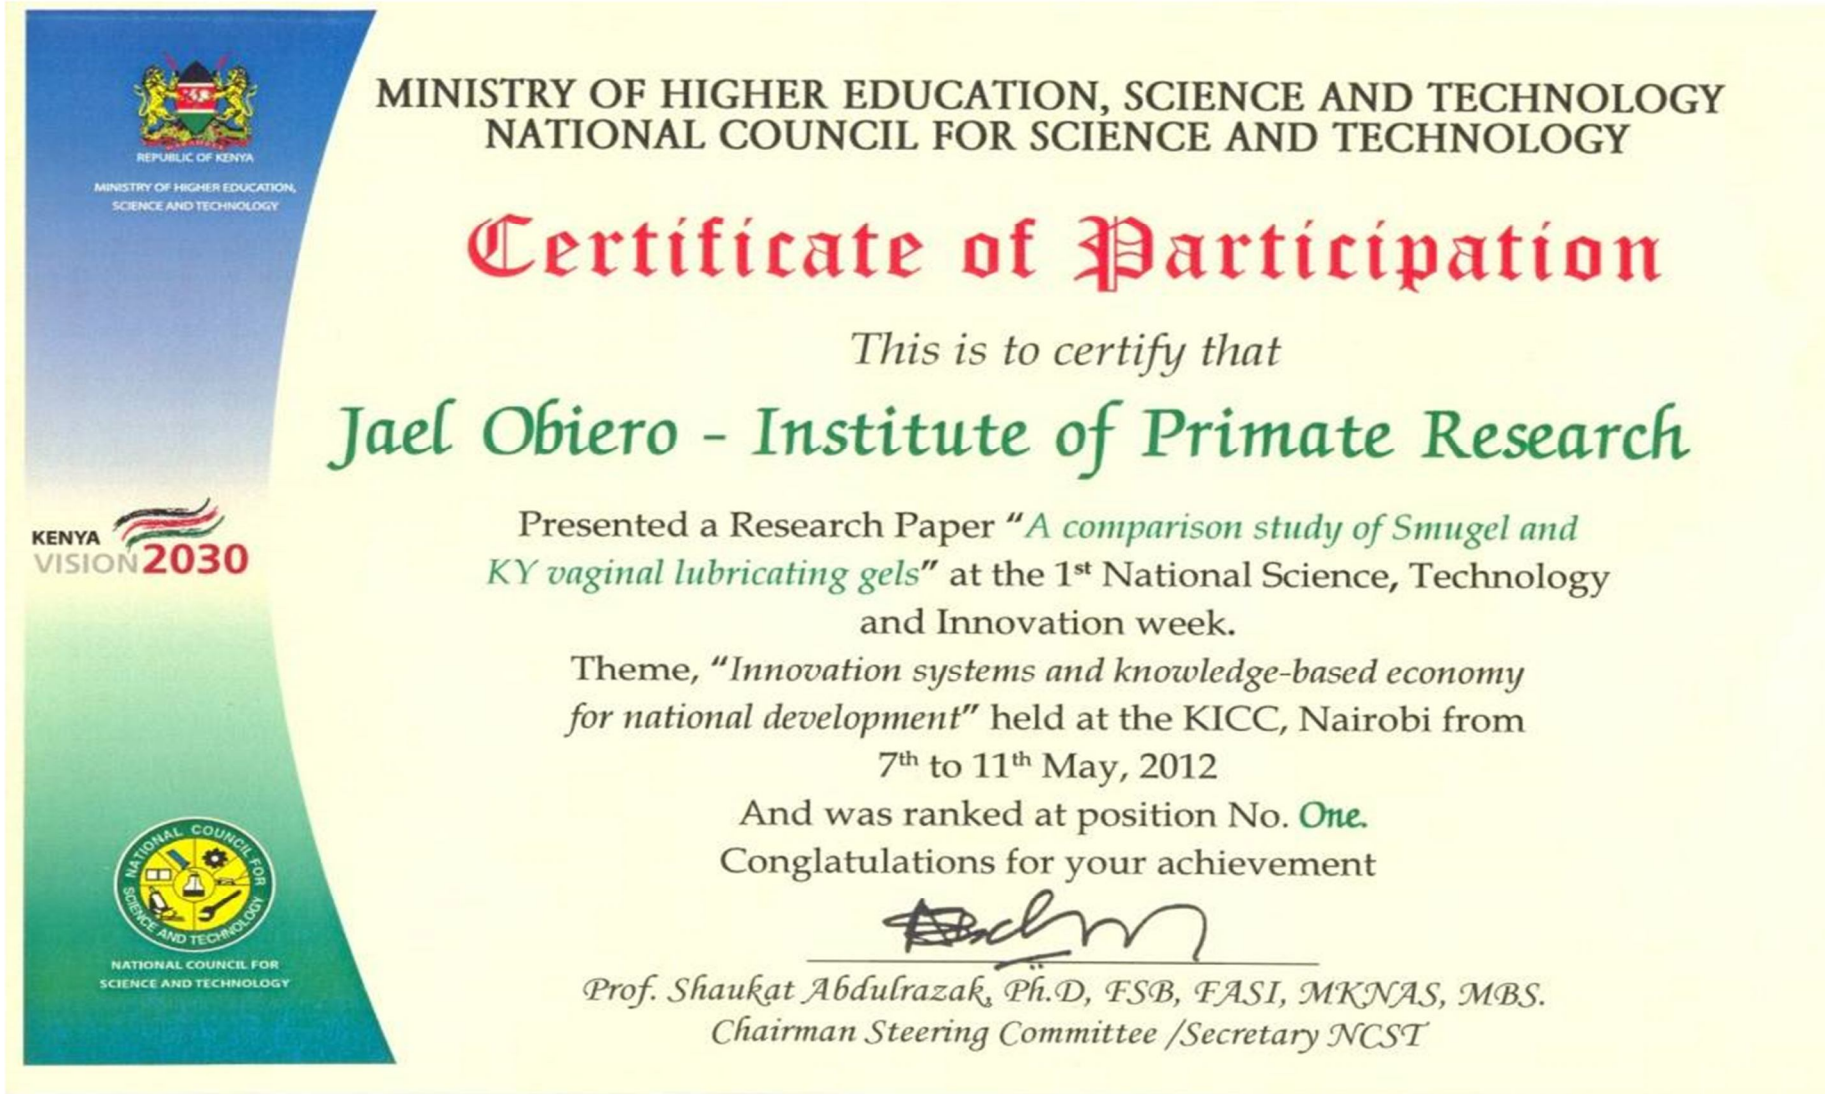 REPUBLIC OF KENYA
MINISTRY OF HIGHER EDUCATION,
SCIENCE AND TECHNOLOGY
KENYA
VISION 2030
NATIONAL COUNCIL FOR
SCIENCE AND TECHNOLOGY
NATIONAL COUNCIL FOR
SCIENCE AND TECHNOLOGY
MINISTRY OF HIGHER EDUCATION, SCIENCE AND TECHNOLOGY
NATIONAL COUNCIL FOR SCIENCE AND TECHNOLOGY
Certificate of Participation
This is to certify that
Jael Obiero - Institute of Primate Research
Presented a Research Paper "A comparison study of Smugel and
KY vaginal lubricating gels" at the 1st National Science, Technology
and Innovation week.
Theme, "Innovation systems and knowledge-based economy
for national development" held at the KICC, Nairobi from
7th to 11th May, 2012
And was ranked at position No. One.
Conglatulations for your achievement
Prof. Shaukat Abdulrazak, Ph.D, FSB, FASI, MKNAS, MBS.
Chairman Steering Committee /Secretary NCST